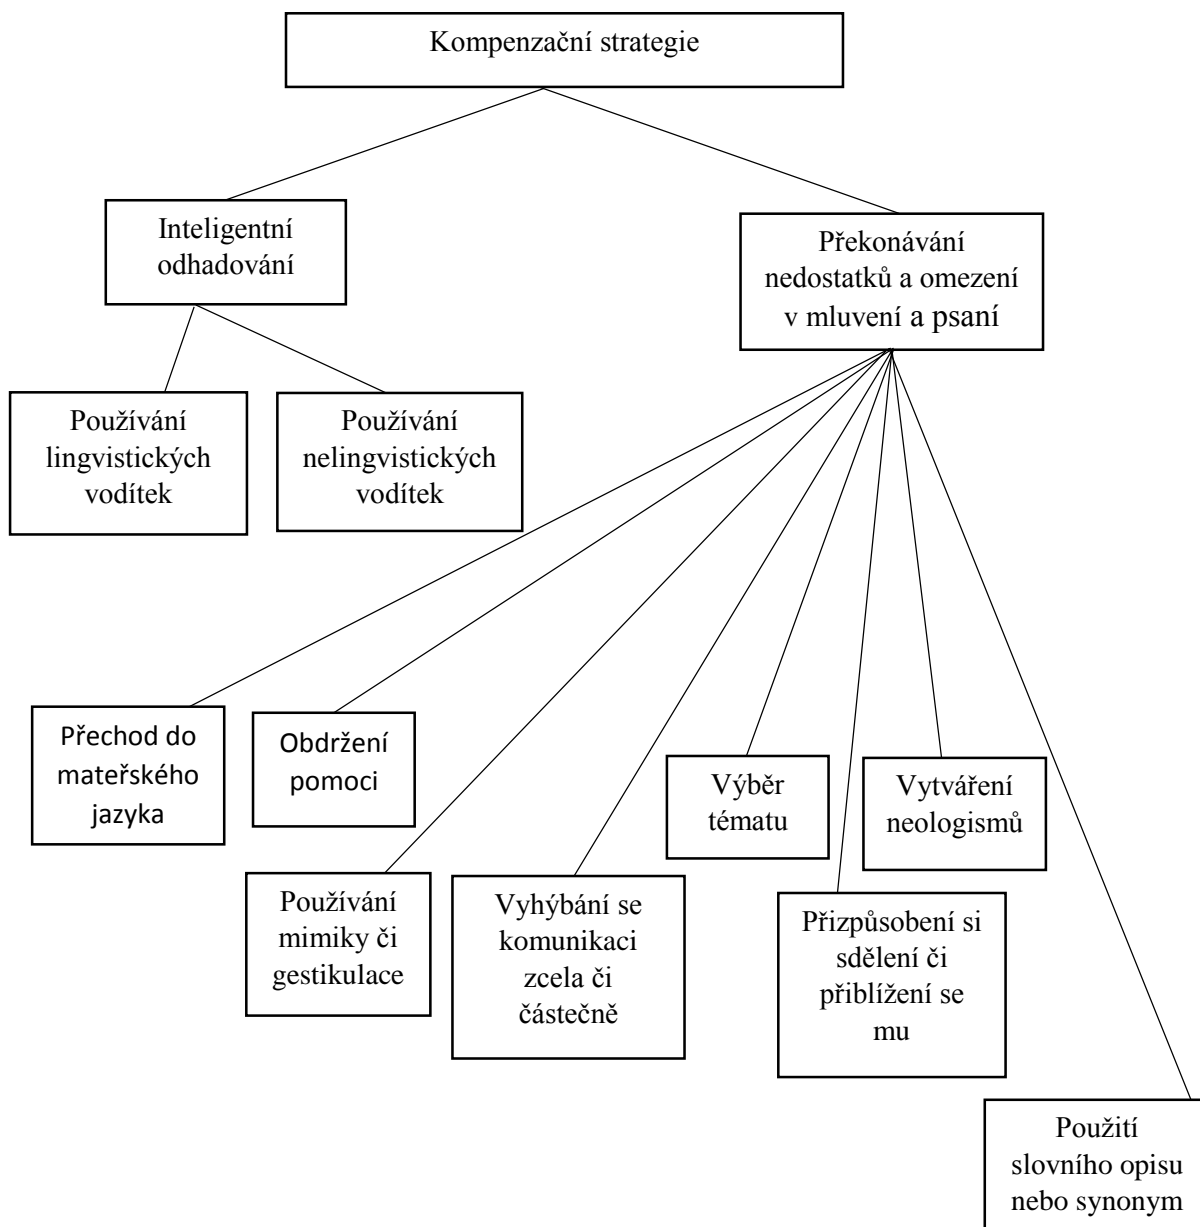 Kompenzační strategie
Inteligentní
odhadování
Překonávání
nedostatků a omezení
v mluvení a psaní
Používání
lingvistických
vodítek
Používání
nelingvistických
vodítek
Přechod do
mateřského
jazyka
Obdržení
pomoci
Výběr
tématu
Vytváření
neologismů
Používání
mimiky či
gestikulace
Vyhýbání se
komunikaci
zcela či
částečně
Přizpůsobení si
sdělení či
přiblížení se
mu
Použití
slovního opisu
nebo synonym